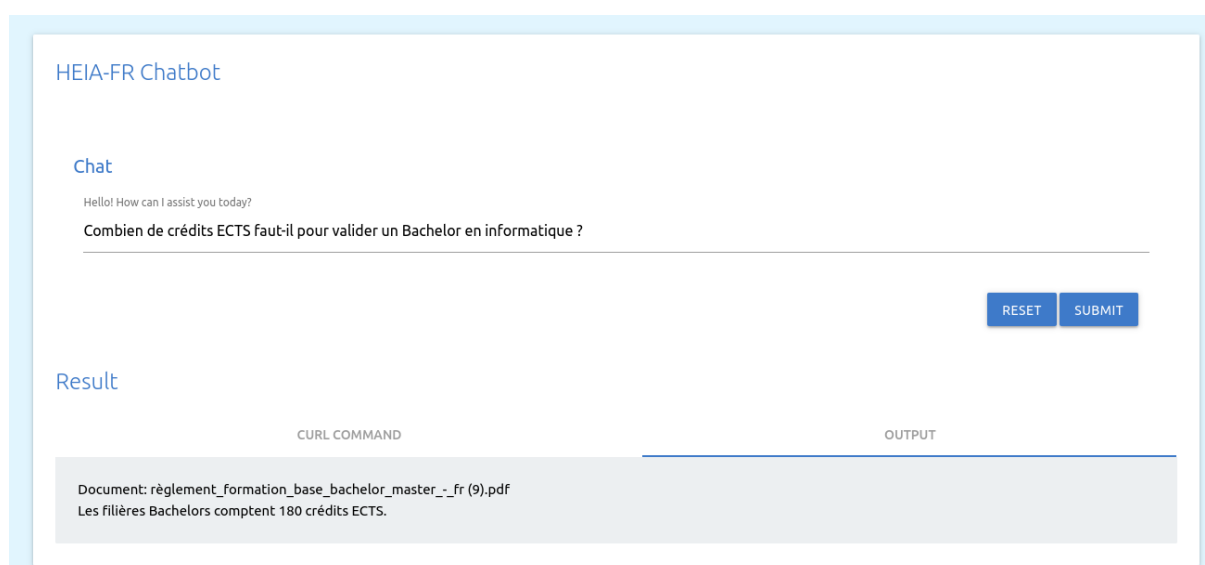 HEIA-FR Chatbot
Chat
Hello! How can I assist you today?
Combien de crédits ECTS faut-il pour valider un Bachelor en informatique ?
RESET SUBMIT
Result
CURL COMMAND OUTPUT
Document: règlement_formation_base_bachelor_master_-_fr (9).pdf
Les filières Bachelors comptent 180 crédits ECTS.